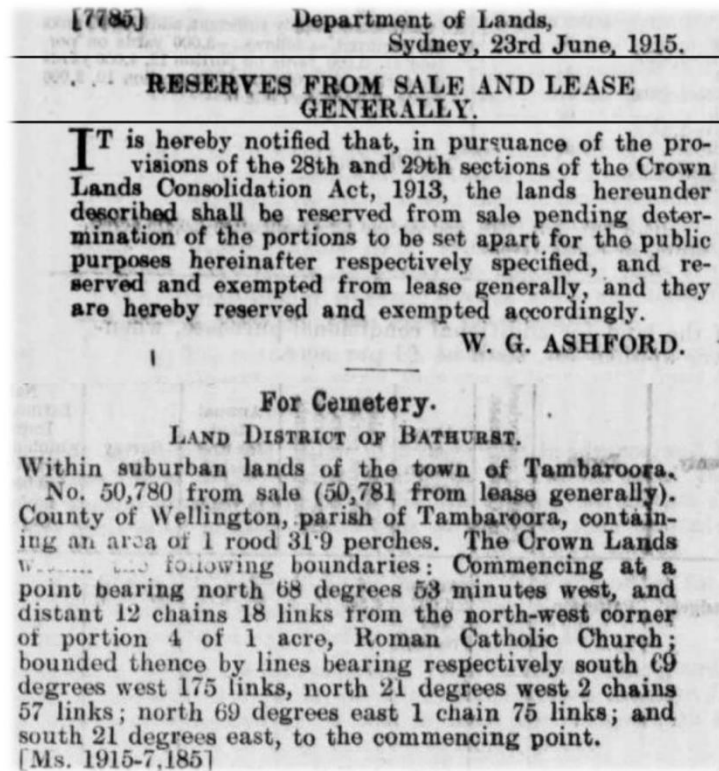 [7785] Department of Lands,
Sydney, 23rd June, 1915.
RESERVES FROM SALE AND LEASE
GENERALLY.
IT is hereby notified that, in pursuance of the pro-
visions of the 28th and 29th sections of the Crown
Lands Consolidation Act, 1913, the lands hereunder
described shall be reserved from sale pending deter-
mination of the portions to be set apart for the public
purposes hereinafter respectively specified, and re-
served and exempted from lease generally, and they
are hereby reserved and exempted accordingly.
W. G. ASHFORD.
For Cemetery.
LAND DISTRICT OF BATHURST.
Within suburban lands of the town of Tambaroora.
No. 50,780 from sale (50,781 from lease generally).
County of Wellington, parish of Tambaroora, contain-
ing an area of 1 rood 31·9 perches. The Crown Lands
following boundaries: Commencing at a
point bearing north 68 degrees 53 minutes west, and
distant 12 chains 18 links from the north-west corner
of portion 4 of 1 acre, Roman Catholic Church;
bounded thence by lines bearing respectively south 69
degrees west 175 links, north 21 degrees west 2 chains
57 links; north 69 degrees east 1 chain 75 links; and
south 21 degrees east, to the commencing point.
[Ms. 1915-7,185]